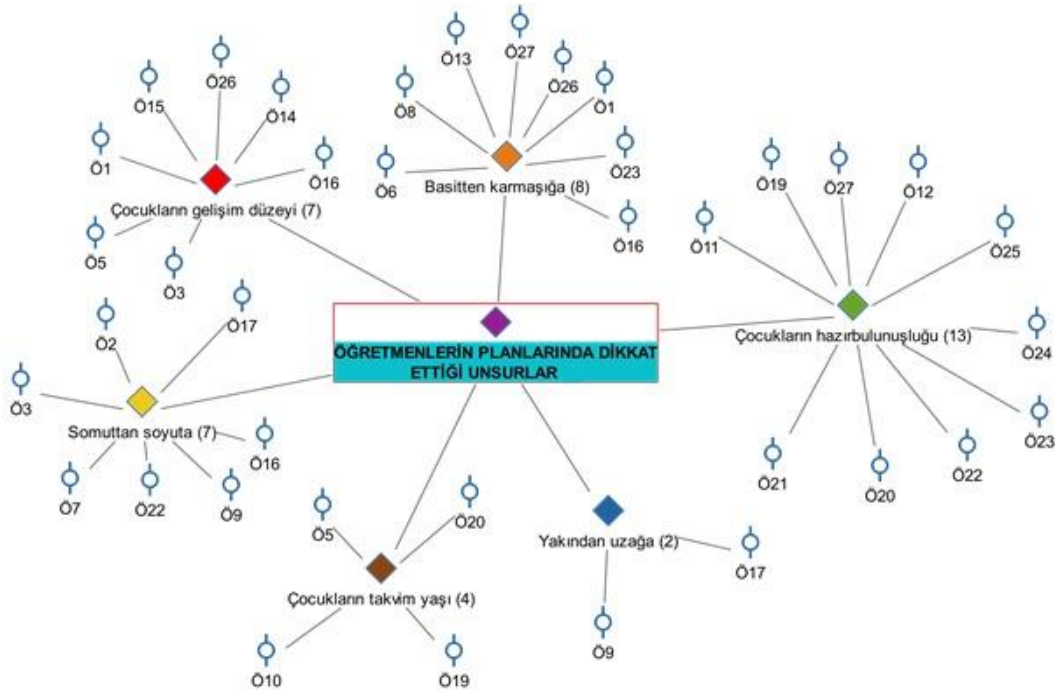 Ö26
Ö15
Ö14
Ö1
Ö16
Çocukların gelişim düzeyi (7)
Ö5
Ö3
Ö27
Ö13
Ö26
Ö8
Ö1
Ö6
Ö23
Basitten karmaşığa (8)
Ö16
Ö19
Ö27
Ö12
Ö11
Ö25
Çocukların hazırbulunuşluğu (13)
Ö24
Ö23
Ö22
Ö20
Ö21
ÖĞRETMENLERİN PLANLARINDA DİKKAT
ETTİĞİ UNSURLAR
Ö17
Ö2
Ö3
Somuttan soyuta (7)
Ö16
Ö7
Ö22
Ö9
Ö5
Ö20
Çocukların takvim yaşı (4)
Ö10
Ö19
Yakından uzağa (2)
Ö17
Ö9